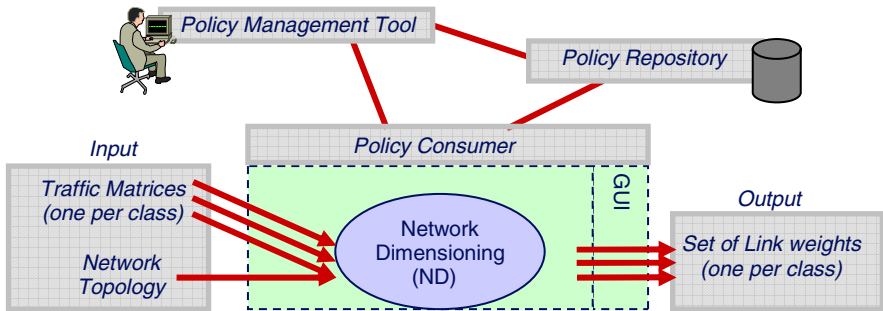 Policy Management Tool
Policy Repository
Policy Consumer
Input
Traffic Matrices
(one per class)
Network
Topology
Network
Dimensioning
(ND)
GUI
Output
Set of Link weights
(one per class)